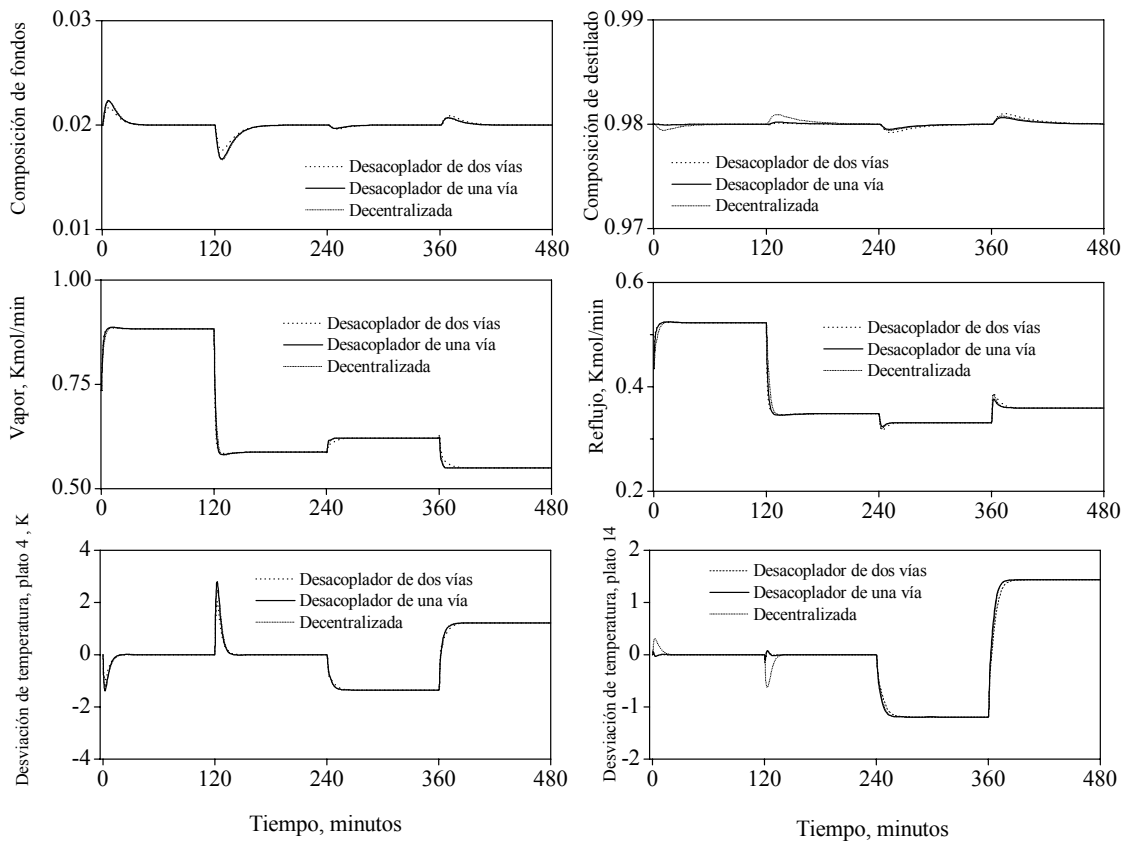 Composición de fondos
0.03
0.02
0.01
Desacoplador de dos vías
Desacoplador de una vía
Decentralizada
0 120 240 360 480
Composición de destilado
0.99
0.98
0.97
Desacoplador de dos vías
Desacoplador de una vía
Decentralizada
0 120 240 360 480
Vapor, Kmol/min
1.00
0.75
0.50
Desacoplador de dos vías
Desacoplador de una vía
Decentralizada
0 120 240 360 480
Reflujo, Kmol/min
0.6
0.4
0.2
Desacoplador de dos vías
Desacoplador de una vía
Decentralizada
0 120 240 360 480
Desviación de temperatura, plato 4 , K
4
2
0
-2
-4
Desacoplador de dos vías
Desacoplador de una vía
Decentralizada
0 120 240 360 480
Tiempo, minutos
Desviación de temperatura, plato 14
2
1
0
-1
-2
Desacoplador de dos vías
Desacoplador de una vía
Decentralizada
0 120 240 360 480
Tiempo, minutos